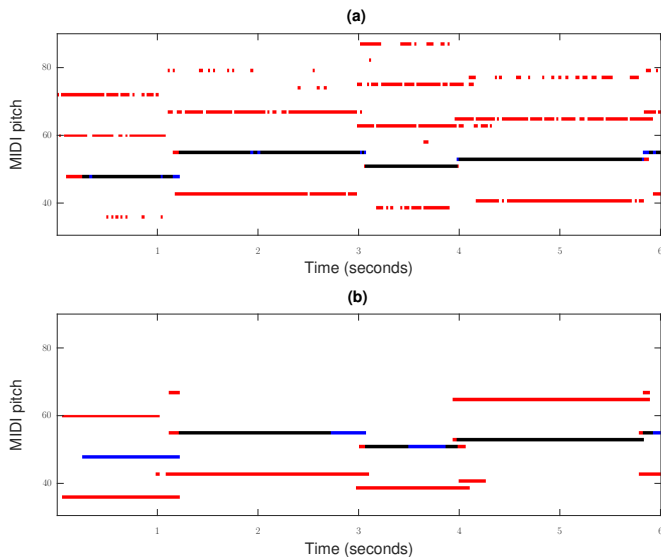 (a)
80
60
40
MIDI pitch
1 2 3 4 5 6
Time (seconds)
(b)
80
60
40
MIDI pitch
1 2 3 4 5 6
Time (seconds)